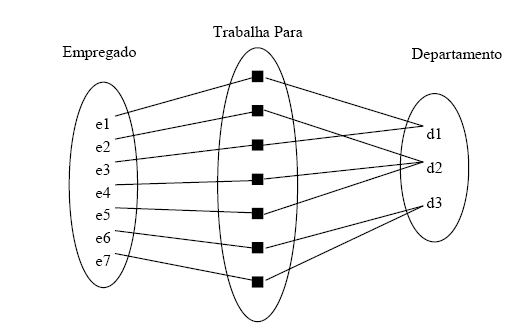 Trabalha Para
Empregado
Departamento
e1
e2
e3
e4
e5
e6
e7
d1
d2
d3